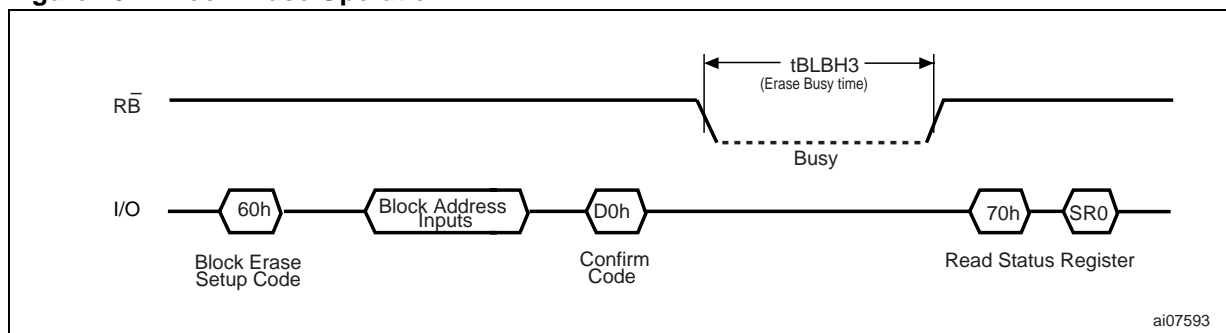 tBLBH3
(Erase Busy time)
RB̅
Busy
I/O
60h
Block Address
Inputs
D0h
70h
SR0
Block Erase
Setup Code
Confirm
Code
Read Status Register
ai07593